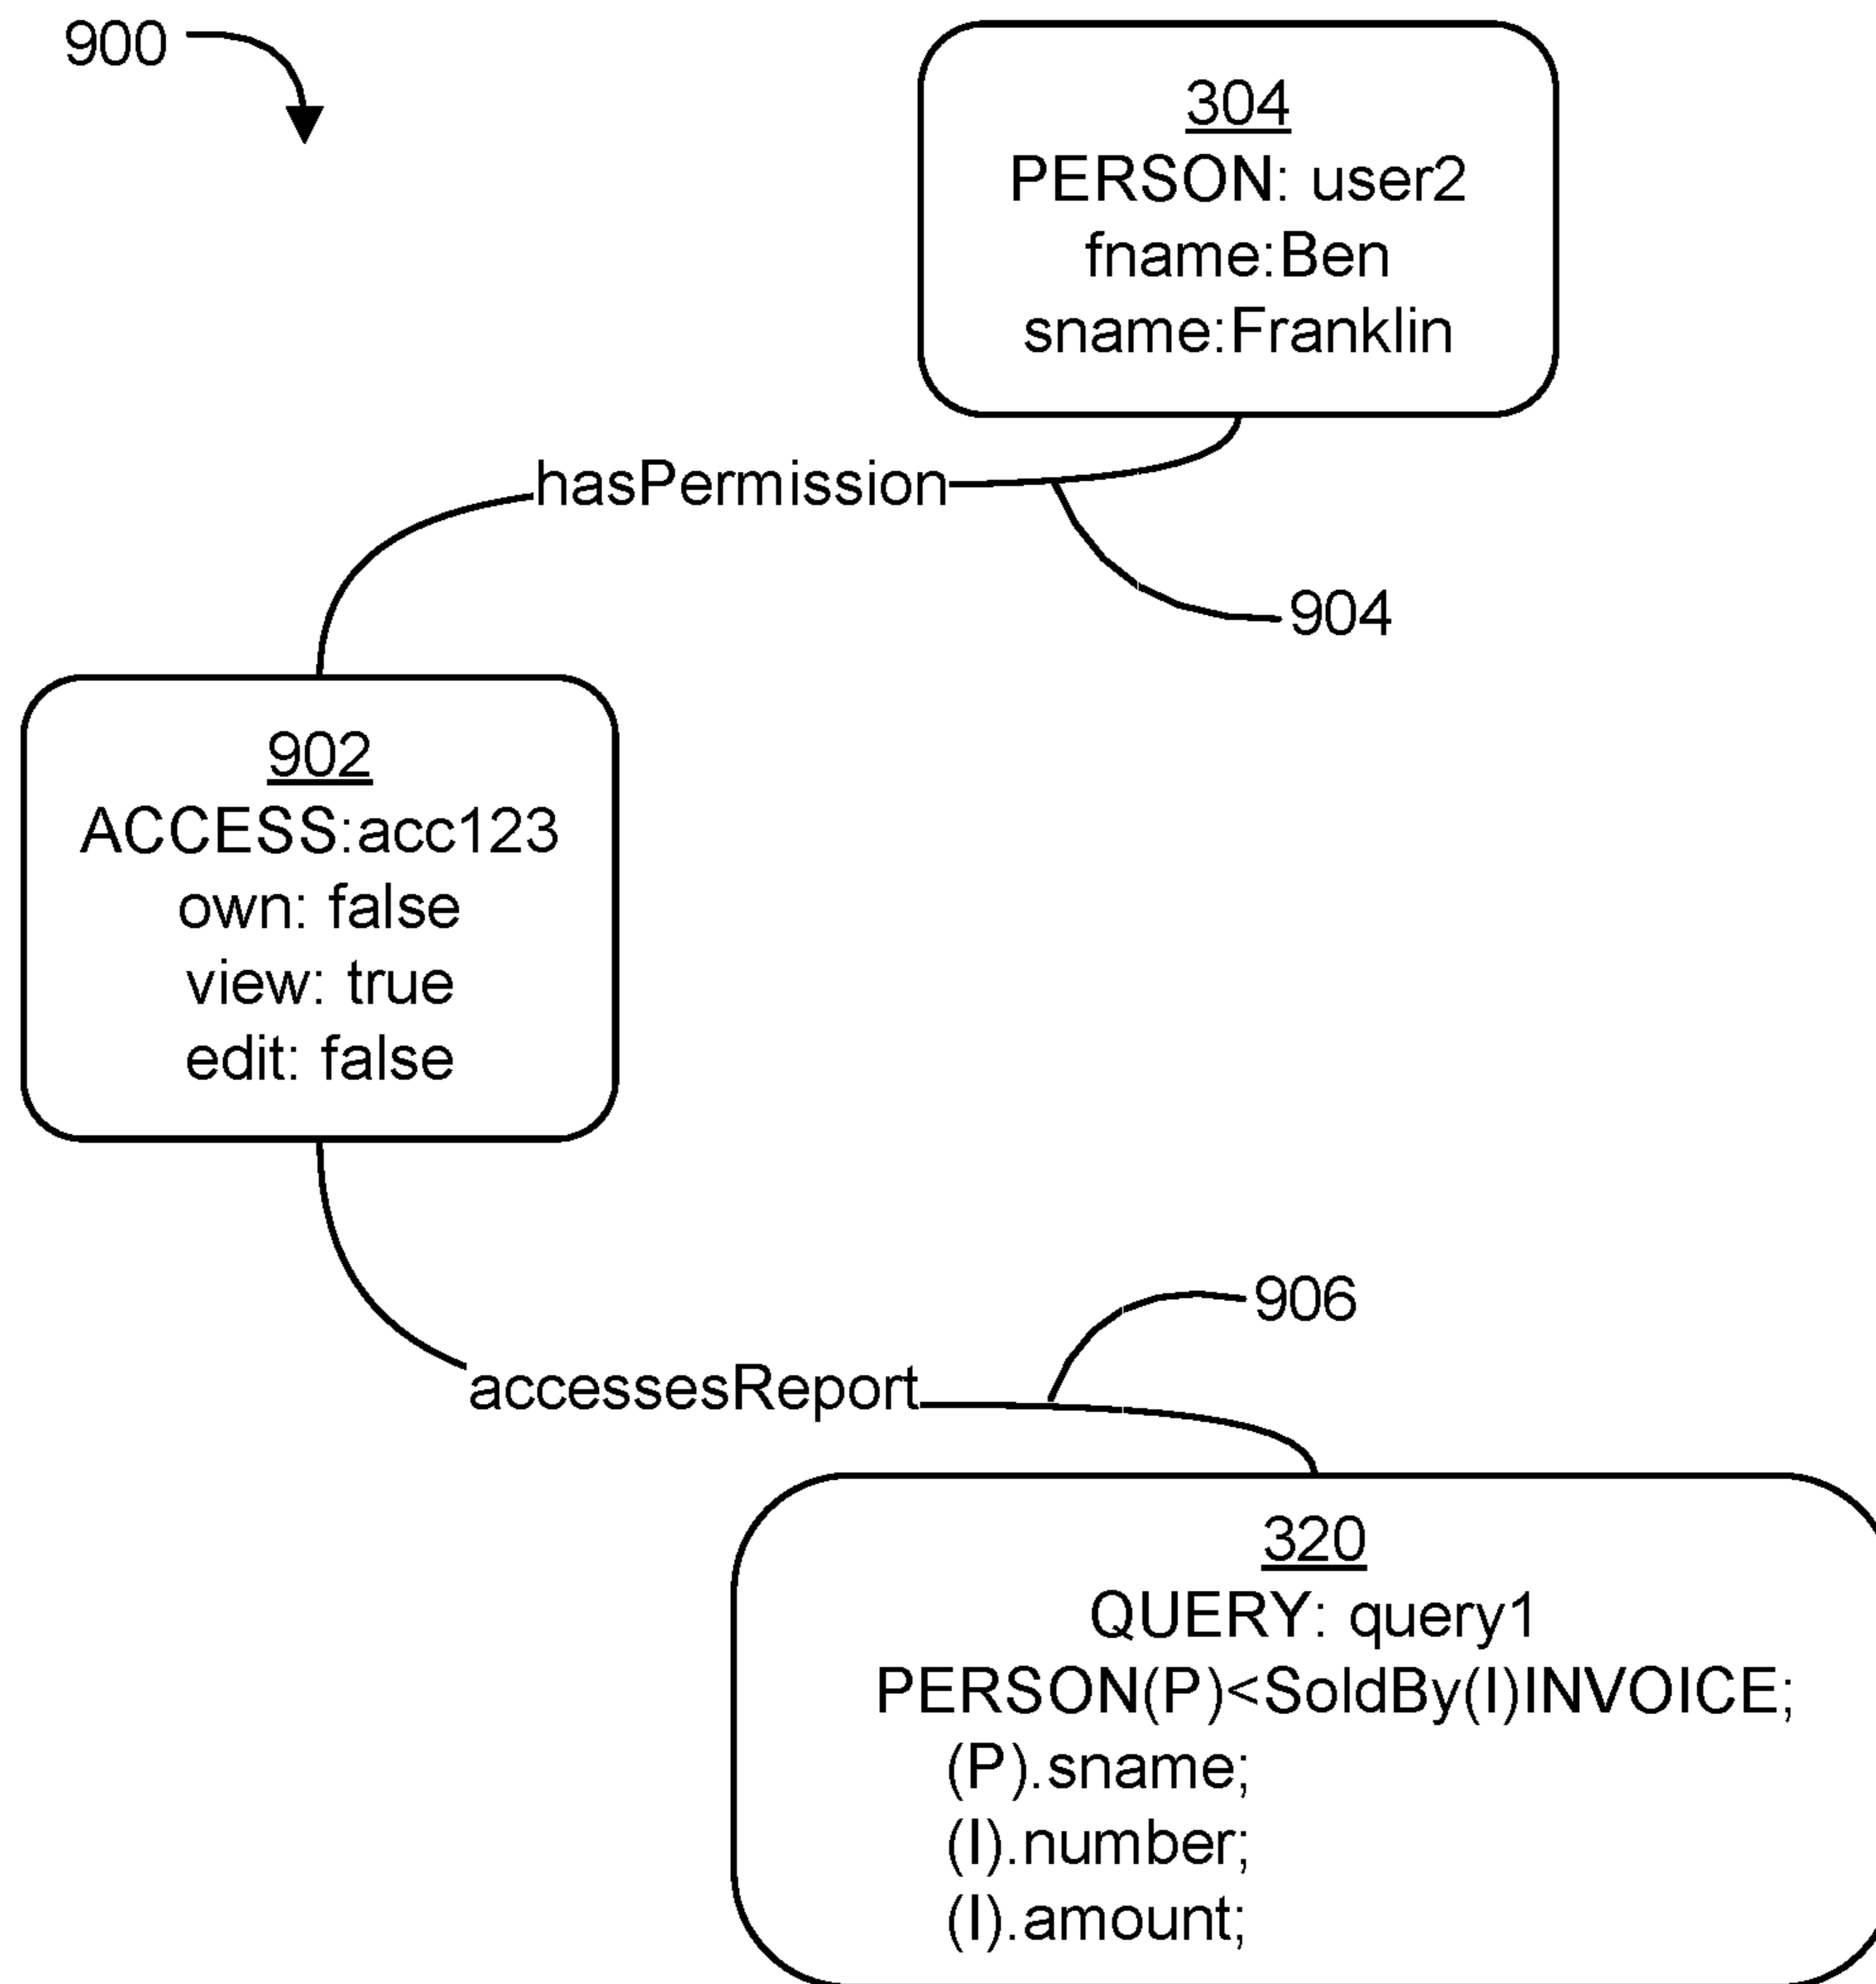 900
304
PERSON: user2
fname:Ben
sname:Franklin
hasPermission
904
902
ACCESS:acc123
own: false
view: true
edit: false
906
accessesReport
320
QUERY: query1
PERSON(P)<SoldBy(I)INVOICE;
(P).sname;
(I).number;
(I).amount;